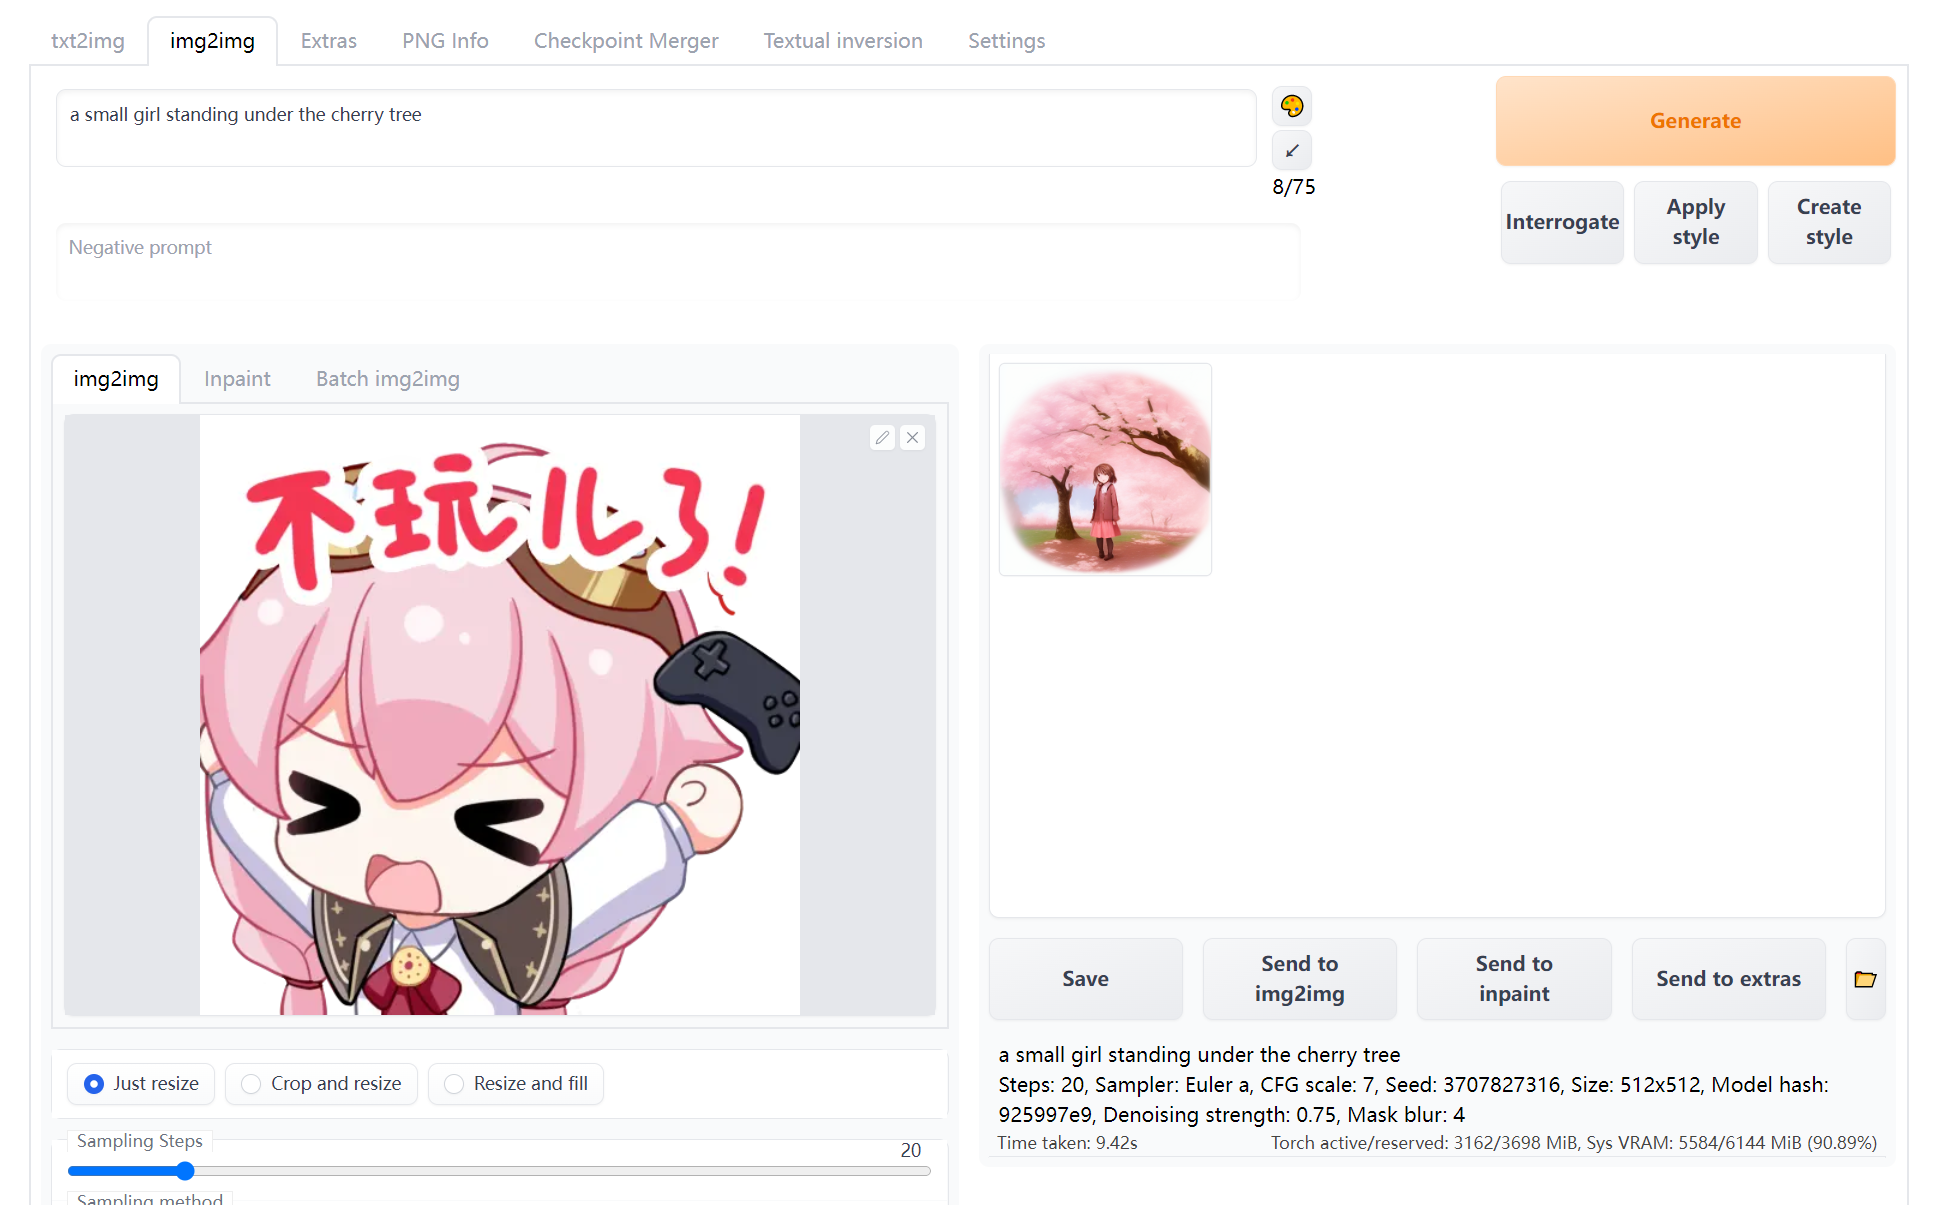 txt2img
img2img
Extras
PNG Info
Checkpoint Merger
Textual inversion
Settings
a small girl standing under the cherry tree
8/75
Generate
Interrogate
Apply style
Create style
Negative prompt
img2img
Inpaint
Batch img2img
不玩儿了!
Save
Send to img2img
Send to inpaint
Send to extras
a small girl standing under the cherry tree
Steps: 20, Sampler: Euler a, CFG scale: 7, Seed: 3707827316, Size: 512x512, Model hash:
925997e9, Denoising strength: 0.75, Mask blur: 4
Time taken: 9.42s
Torch active/reserved: 3162/3698 MiB, Sys VRAM: 5584/6144 MiB (90.89%)
Just resize
Crop and resize
Resize and fill
Sampling Steps
20
Sampling method